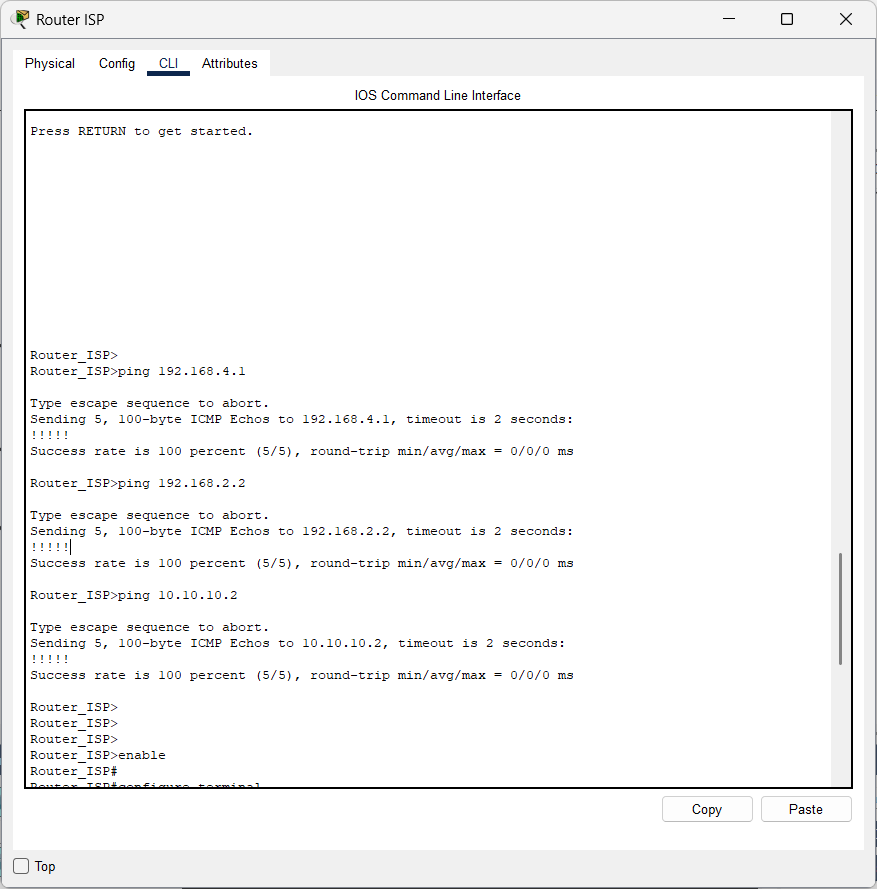 Router ISP
Physical Config CLI Attributes
IOS Command Line Interface
Press RETURN to get started.
Router_ISP>
Router_ISP>ping 192.168.4.1
Type escape sequence to abort.
Sending 5, 100-byte ICMP Echos to 192.168.4.1, timeout is 2 seconds:
!!!!!
Success rate is 100 percent (5/5), round-trip min/avg/max = 0/0/0 ms
Router_ISP>ping 192.168.2.2
Type escape sequence to abort.
Sending 5, 100-byte ICMP Echos to 192.168.2.2, timeout is 2 seconds:
!!!!!
Success rate is 100 percent (5/5), round-trip min/avg/max = 0/0/0 ms
Router_ISP>ping 10.10.10.2
Type escape sequence to abort.
Sending 5, 100-byte ICMP Echos to 10.10.10.2, timeout is 2 seconds:
!!!!!
Success rate is 100 percent (5/5), round-trip min/avg/max = 0/0/0 ms
Router_ISP>
Router_ISP>
Router_ISP>
Router_ISP>enable
Router_ISP#
Router_ISP#configure terminal
Copy Paste
Top